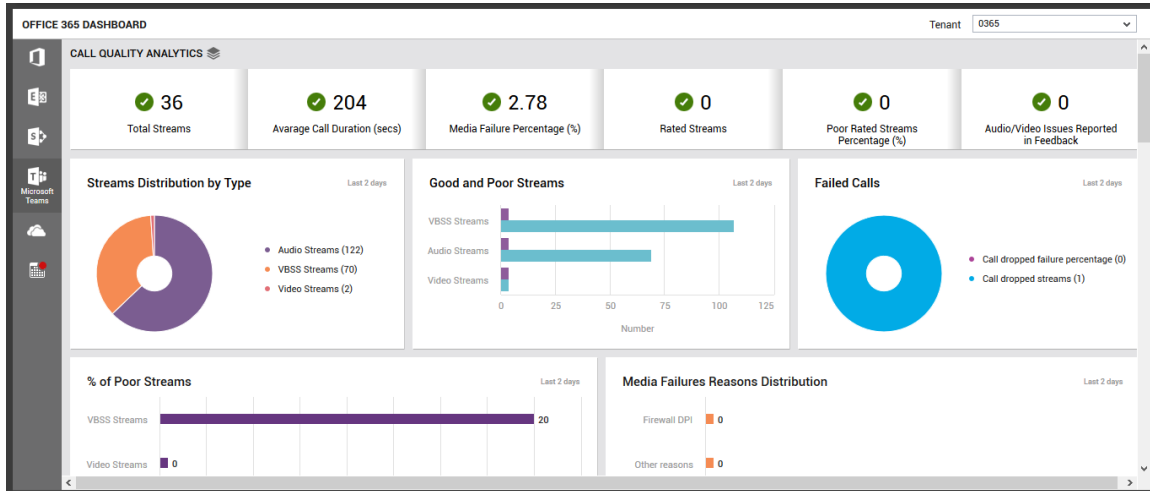 OFFICE 365 DASHBOARD
Tenant
0365
CALL QUALITY ANALYTICS
36
Total Streams
204
Avarage Call Duration (secs)
2.78
Media Failure Percentage (%)
0
Rated Streams
0
Poor Rated Streams
Percentage (%)
0
Audio/Video Issues Reported
in Feedback
Microsoft
Teams
Streams Distribution by Type
Last 2 days
Audio Streams (122)
VBSS Streams (70)
Video Streams (2)
Good and Poor Streams
Last 2 days
VBSS Streams
Audio Streams
Video Streams
0 25 50 75 100 125
Number
Failed Calls
Last 2 days
Call dropped failure percentage (0)
Call dropped streams (1)
% of Poor Streams
Last 2 days
VBSS Streams
20
Video Streams
0
Media Failures Reasons Distribution
Last 2 days
Firewall DPI
0
Other reasons
0